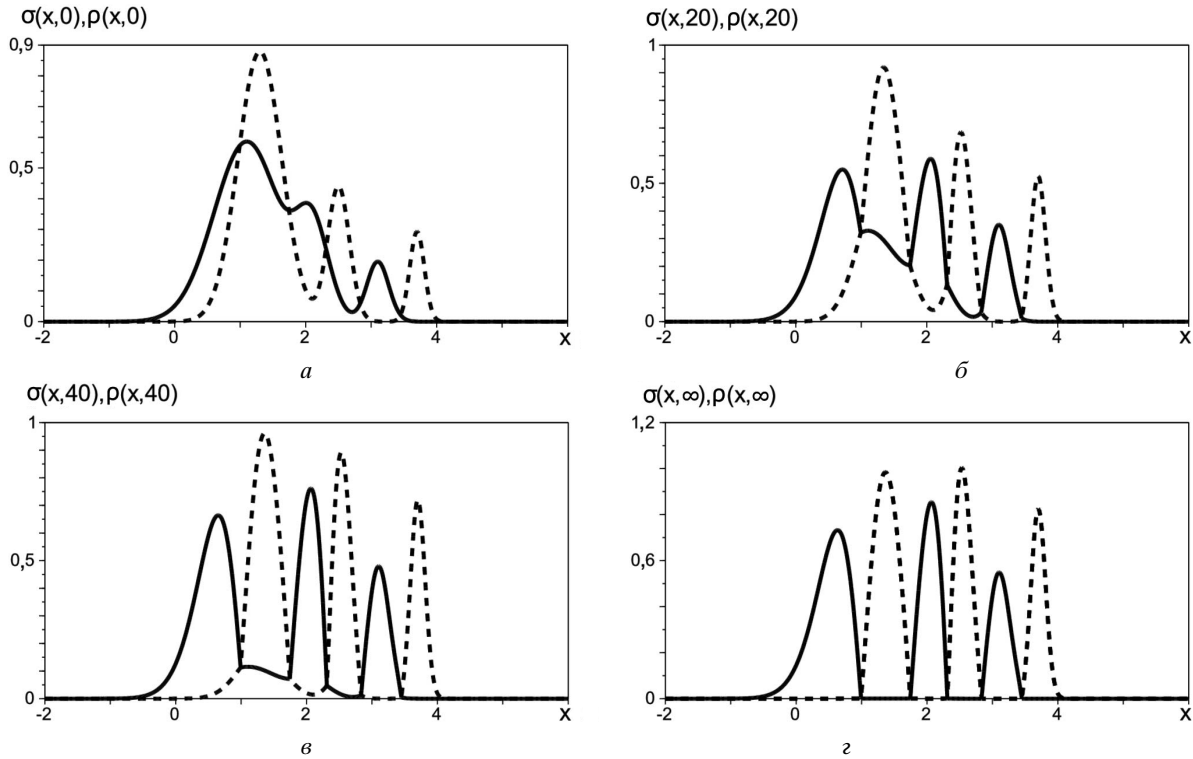 σ(x,0),ρ(x,0)
0,9
0,5
0
-2 0 2 4 x
а
σ(x,20),ρ(x,20)
1
0,5
0
-2 0 2 4 x
б
σ(x,40),ρ(x,40)
1
0,5
0
-2 0 2 4 x
в
σ(x,∞),ρ(x,∞)
1,2
0,6
0
-2 0 2 4 x
г